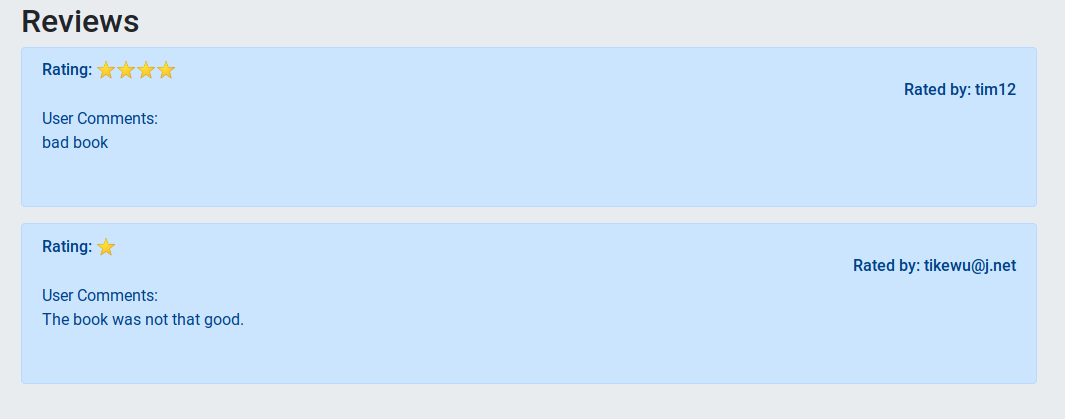 Reviews
Rating: ⭐⭐⭐⭐
Rated by: tim12
User Comments:
bad book
Rating: ⭐
Rated by: tikewu@j.net
User Comments:
The book was not that good.